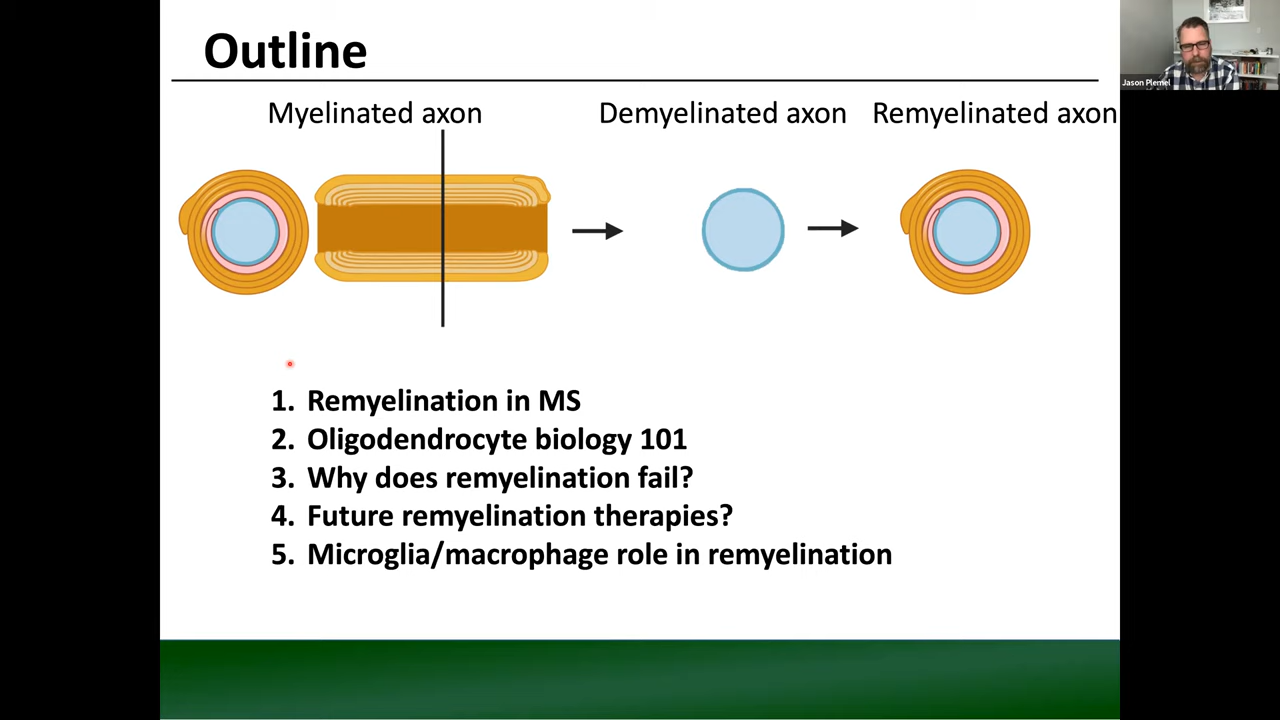 Outline
Myelinated axon
Demyelinated axon
Remyelinated axon
1. Remyelination in MS
2. Oligodendrocyte biology 101
3. Why does remyelination fail?
4. Future remyelination therapies?
5. Microglia/macrophage role in remyelination
Jason Plemel